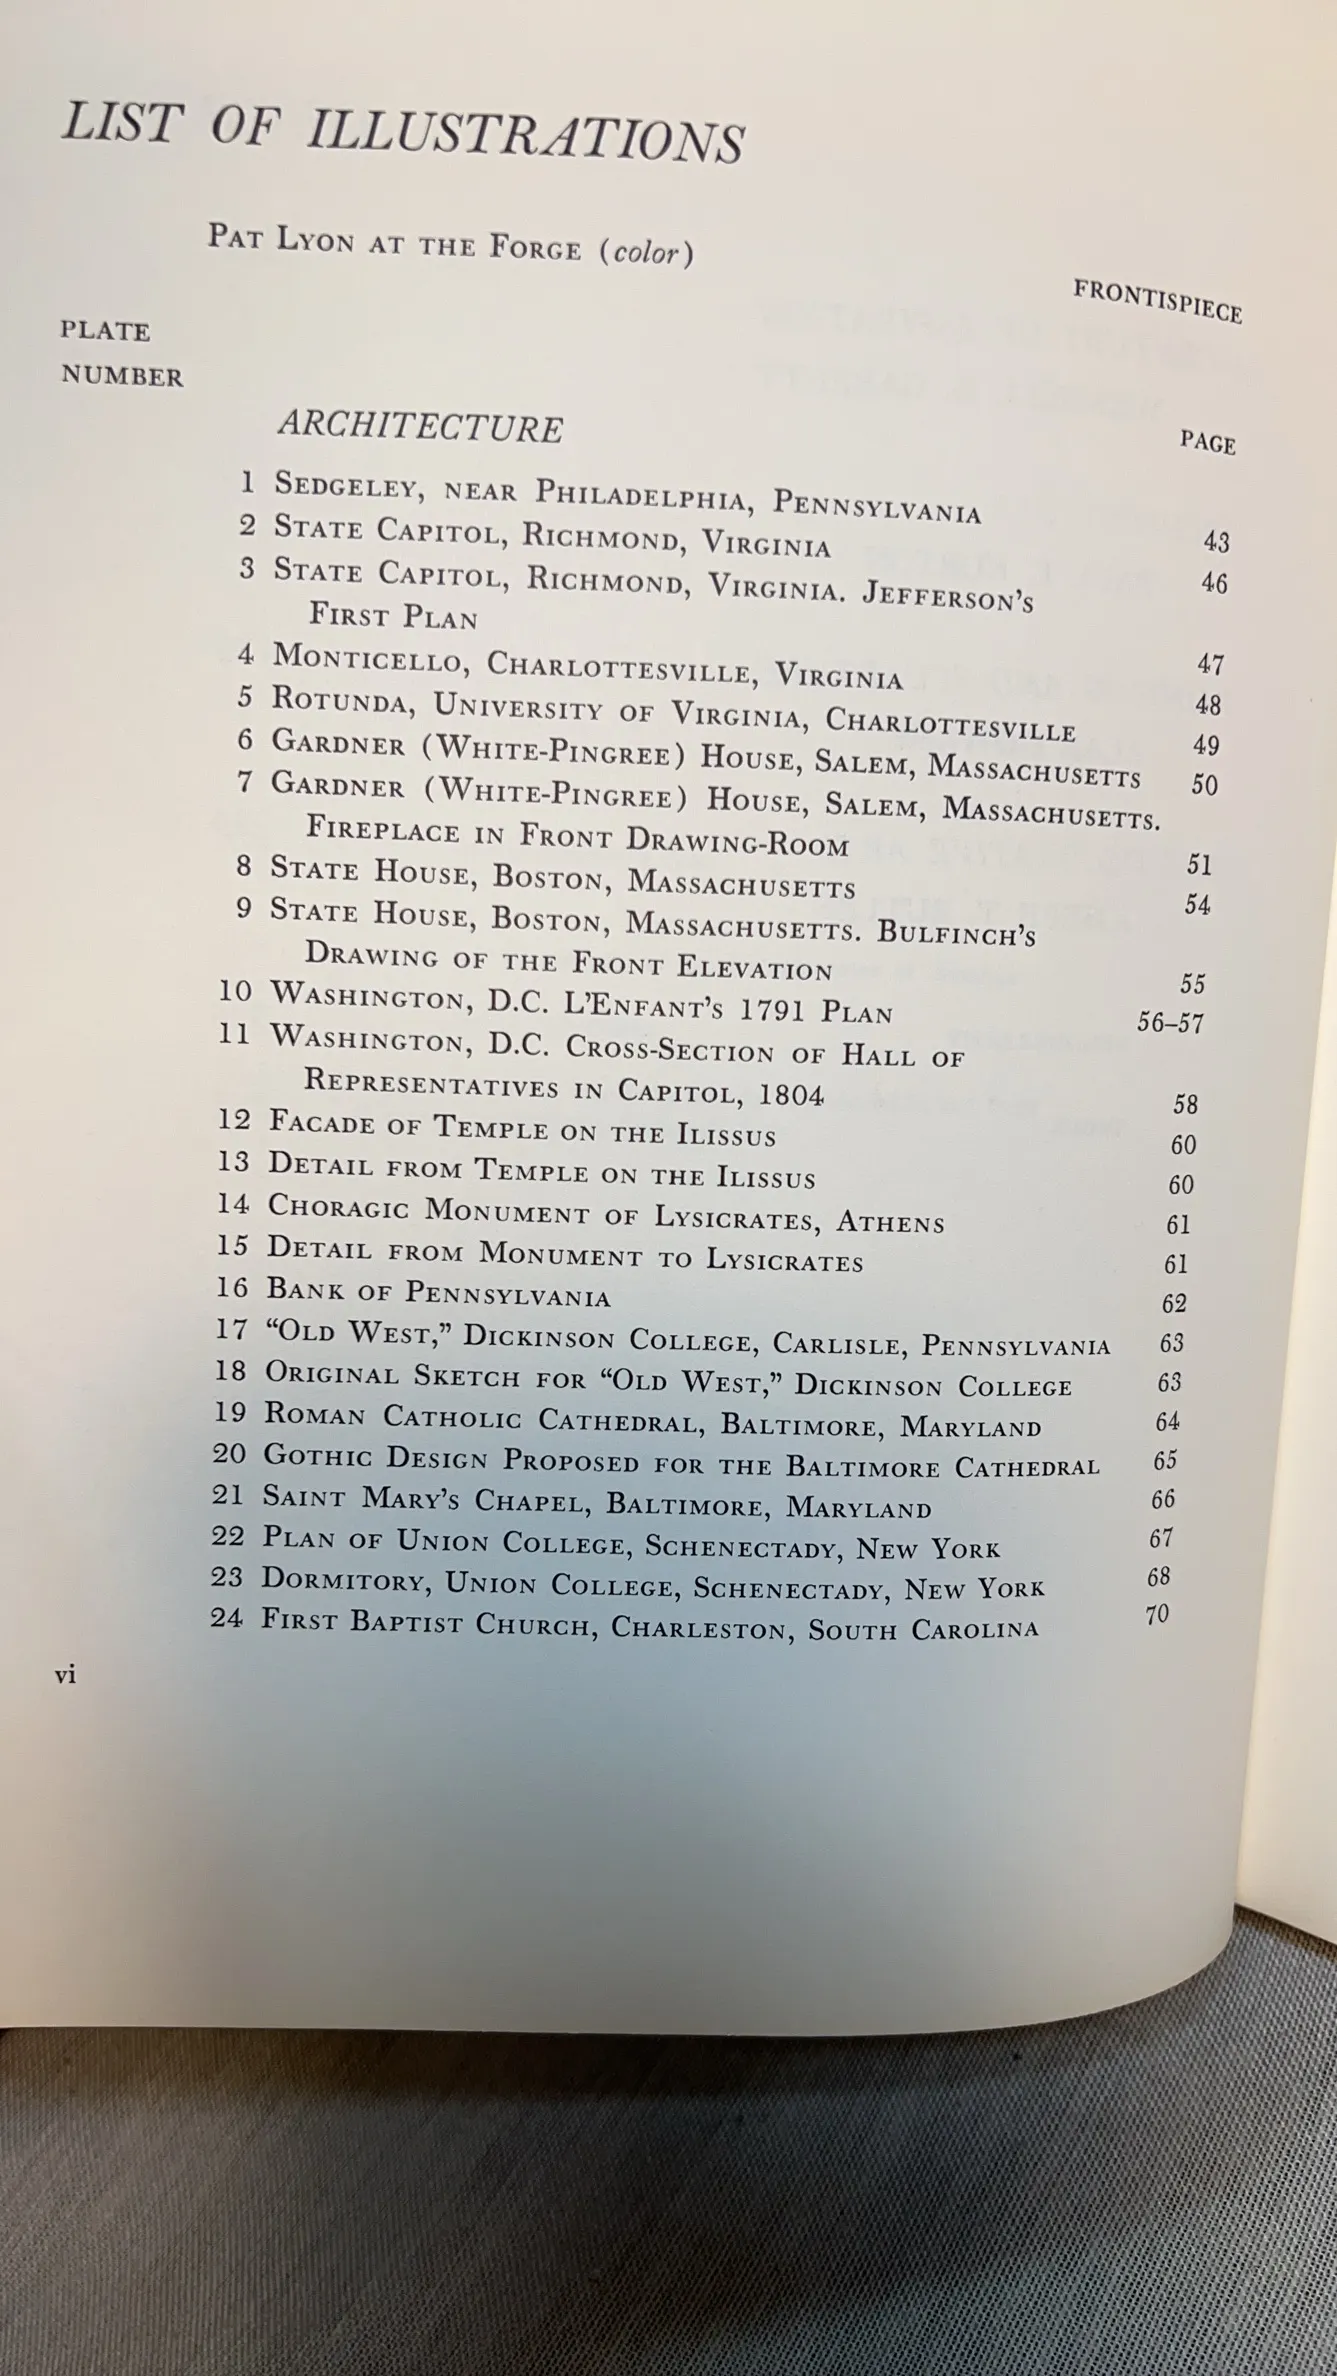 LIST OF ILLUSTRATIONS
PAT LYON AT THE FORGE (color)
FRONTISPIECE
PLATE
NUMBER
ARCHITECTURE
PAGE
1 SEDGELEY, NEAR PHILADELPHIA, PENNSYLVANIA 43
2 STATE CAPITOL, RICHMOND, VIRGINIA 46
3 STATE CAPITOL, RICHMOND, VIRGINIA. JEFFERSON'S
FIRST PLAN 47
4 MONTICELLO, CHARLOTTESVILLE, VIRGINIA 48
5 ROTUNDA, UNIVERSITY OF VIRGINIA, CHARLOTTESVILLE 49
6 GARDNER (WHITE-PINGREE) HOUSE, SALEM, MASSACHUSETTS 50
7 GARDNER (WHITE-PINGREE) HOUSE, SALEM, MASSACHUSETTS.
FIREPLACE IN FRONT DRAWING-ROOM 51
8 STATE HOUSE, BOSTON, MASSACHUSETTS 54
9 STATE HOUSE, BOSTON, MASSACHUSETTS. BULFINCH'S
DRAWING OF THE FRONT ELEVATION 55
10 WASHINGTON, D.C. L'ENFANT'S 1791 PLAN 56–57
11 WASHINGTON, D.C. CROSS-SECTION OF HALL OF
REPRESENTATIVES IN CAPITOL, 1804 58
12 FACADE OF TEMPLE ON THE ILISSUS 60
13 DETAIL FROM TEMPLE ON THE ILISSUS 60
14 CHORAGIC MONUMENT OF LYSICRATES, ATHENS 61
15 DETAIL FROM MONUMENT TO LYSICRATES 61
16 BANK OF PENNSYLVANIA 62
17 “OLD WEST,” DICKINSON COLLEGE, CARLISLE, PENNSYLVANIA 63
18 ORIGINAL SKETCH FOR “OLD WEST,” DICKINSON COLLEGE 63
19 ROMAN CATHOLIC CATHEDRAL, BALTIMORE, MARYLAND 64
20 GOTHIC DESIGN PROPOSED FOR THE BALTIMORE CATHEDRAL 65
21 SAINT MARY'S CHAPEL, BALTIMORE, MARYLAND 66
22 PLAN OF UNION COLLEGE, SCHENECTADY, NEW YORK 67
23 DORMITORY, UNION COLLEGE, SCHENECTADY, NEW YORK 68
24 FIRST BAPTIST CHURCH, CHARLESTON, SOUTH CAROLINA 70
vi